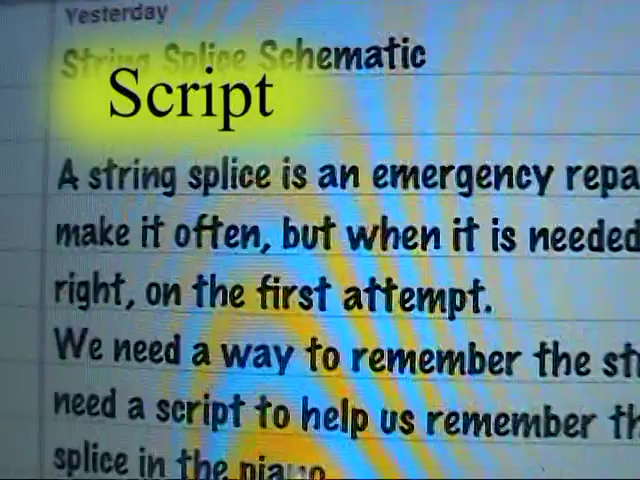 Yesterday
String Splice Schematic
Script
A string splice is an emergency repa
make it often, but when it is needed
right, on the first attempt.
We need a way to remember the st
need a script to help us remember th
splice in the piano